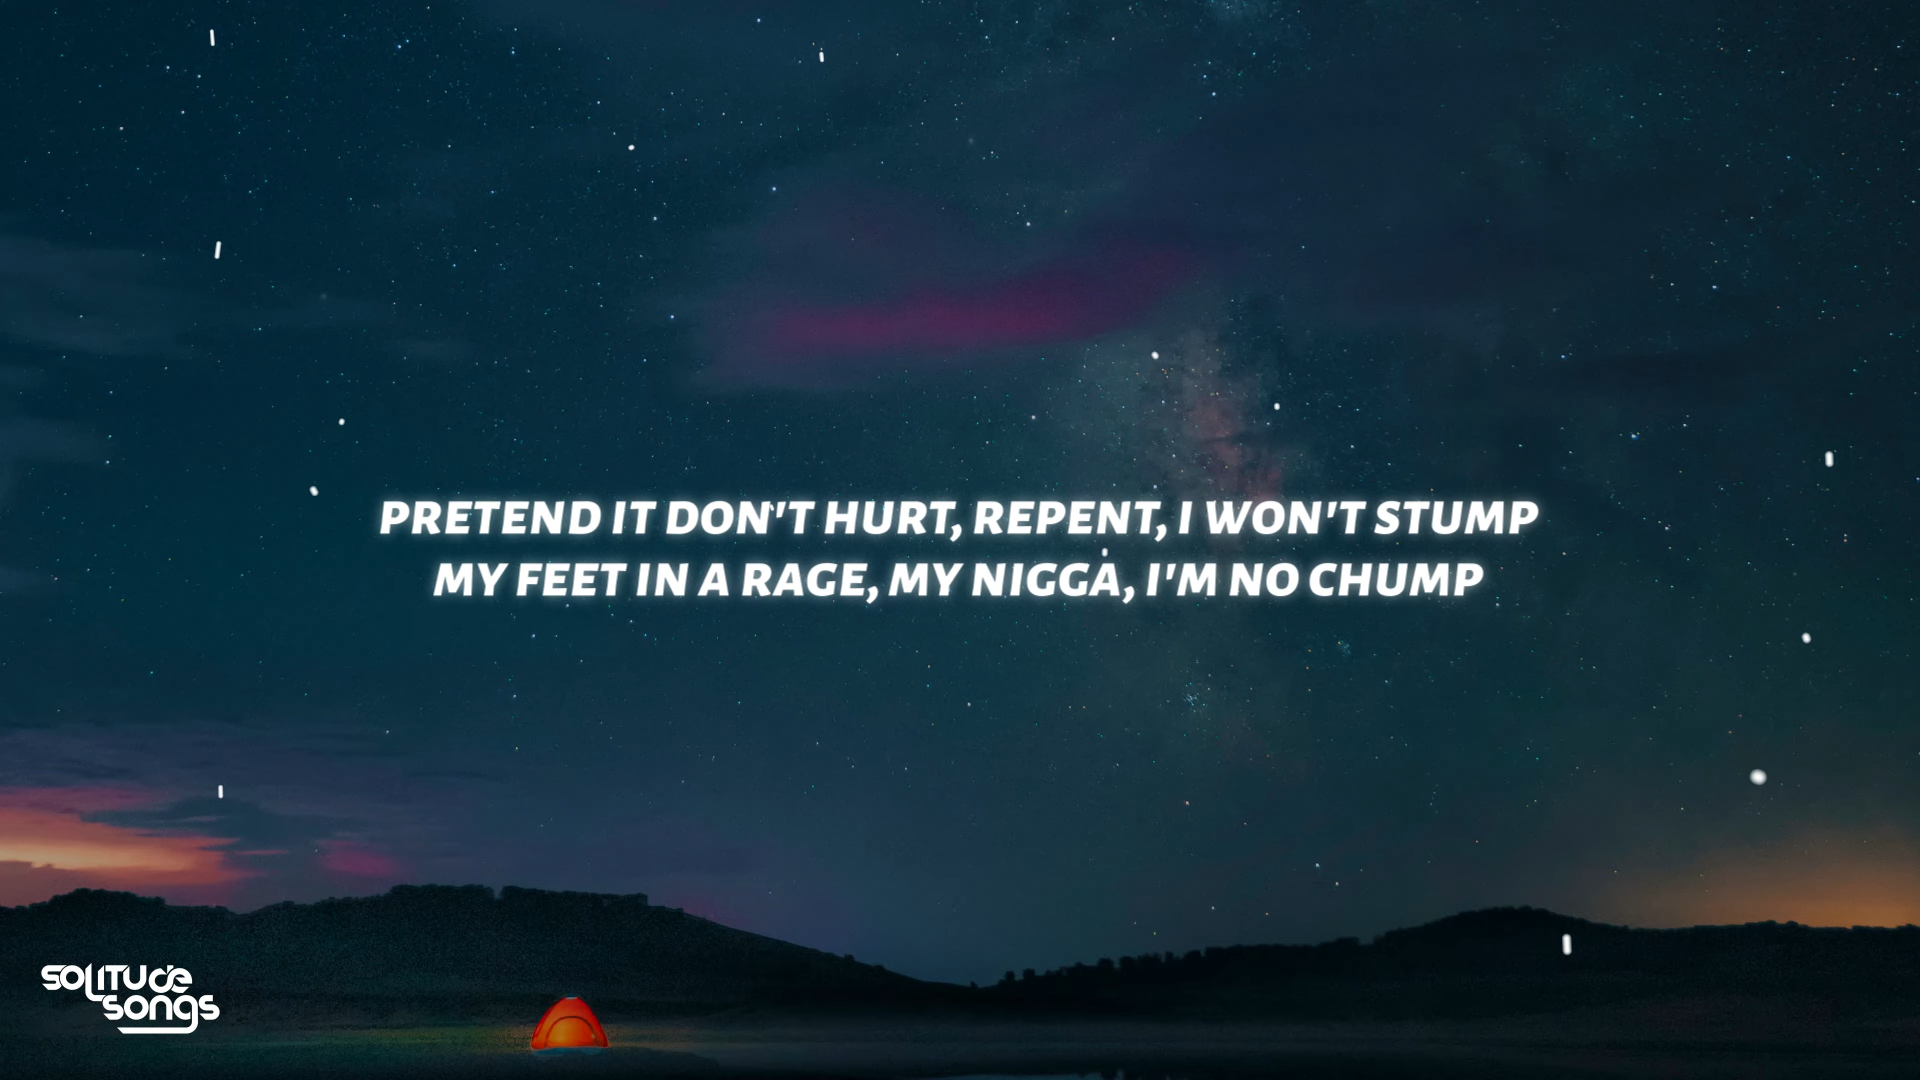 PRETEND IT DON'T HURT, REPENT, I WON'T STUMP
MY FEET IN A RAGE, MY NIGGA, I'M NO CHUMP
SOLITUDE
SONGS